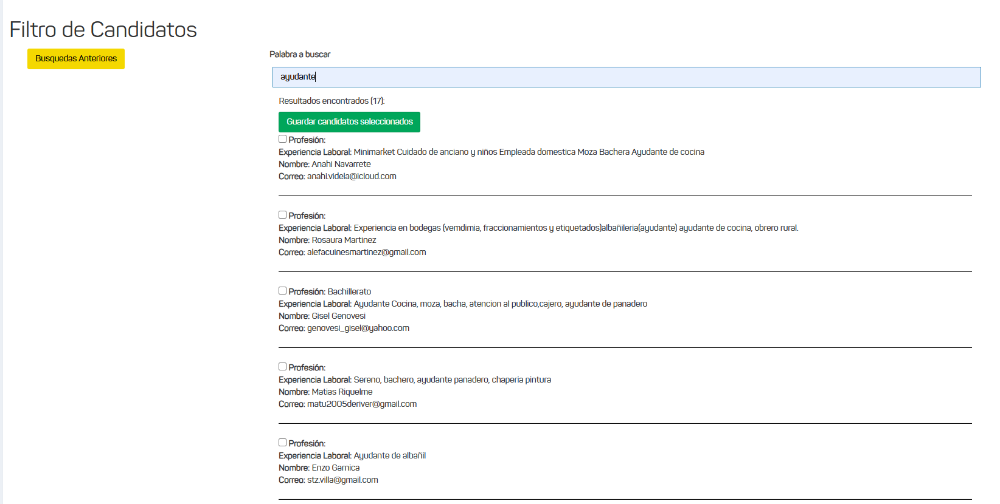 Filtro de Candidatos
Busquedas Anteriores
Palabra a buscar
ayudante
Resultados encontrados (17):
Guardar candidatos seleccionados
Profesión:
Experiencia Laboral: Minimarket Cuidado de anciano y niños Empleada domestica Moza Bachera Ayudante de cocina
Nombre: Anahi Navarrete
Correo: anahi.videla@icloud.com
Profesión:
Experiencia Laboral: Experiencia en bodegas (vemdimia, fraccionamientos y etiquetados)albañileria(ayudante) ayudante de cocina, obrero rural.
Nombre: Rosaura Martinez
Correo: alefacuinesmartinez@gmail.com
Profesión: Bachillerato
Experiencia Laboral: Ayudante Cocina, moza, bacha, atencion al publico,cajero, ayudante de panadero
Nombre: Gisel Genovesi
Correo: genovesi_gisel@yahoo.com
Profesión:
Experiencia Laboral: Sereno, bachero, ayudante panadero, chaperia pintura
Nombre: Matias Riquelme
Correo: matu2005deriver@gmail.com
Profesión:
Experiencia Laboral: Ayudante de albañil
Nombre: Enzo Garnica
Correo: stz.villa@gmail.com